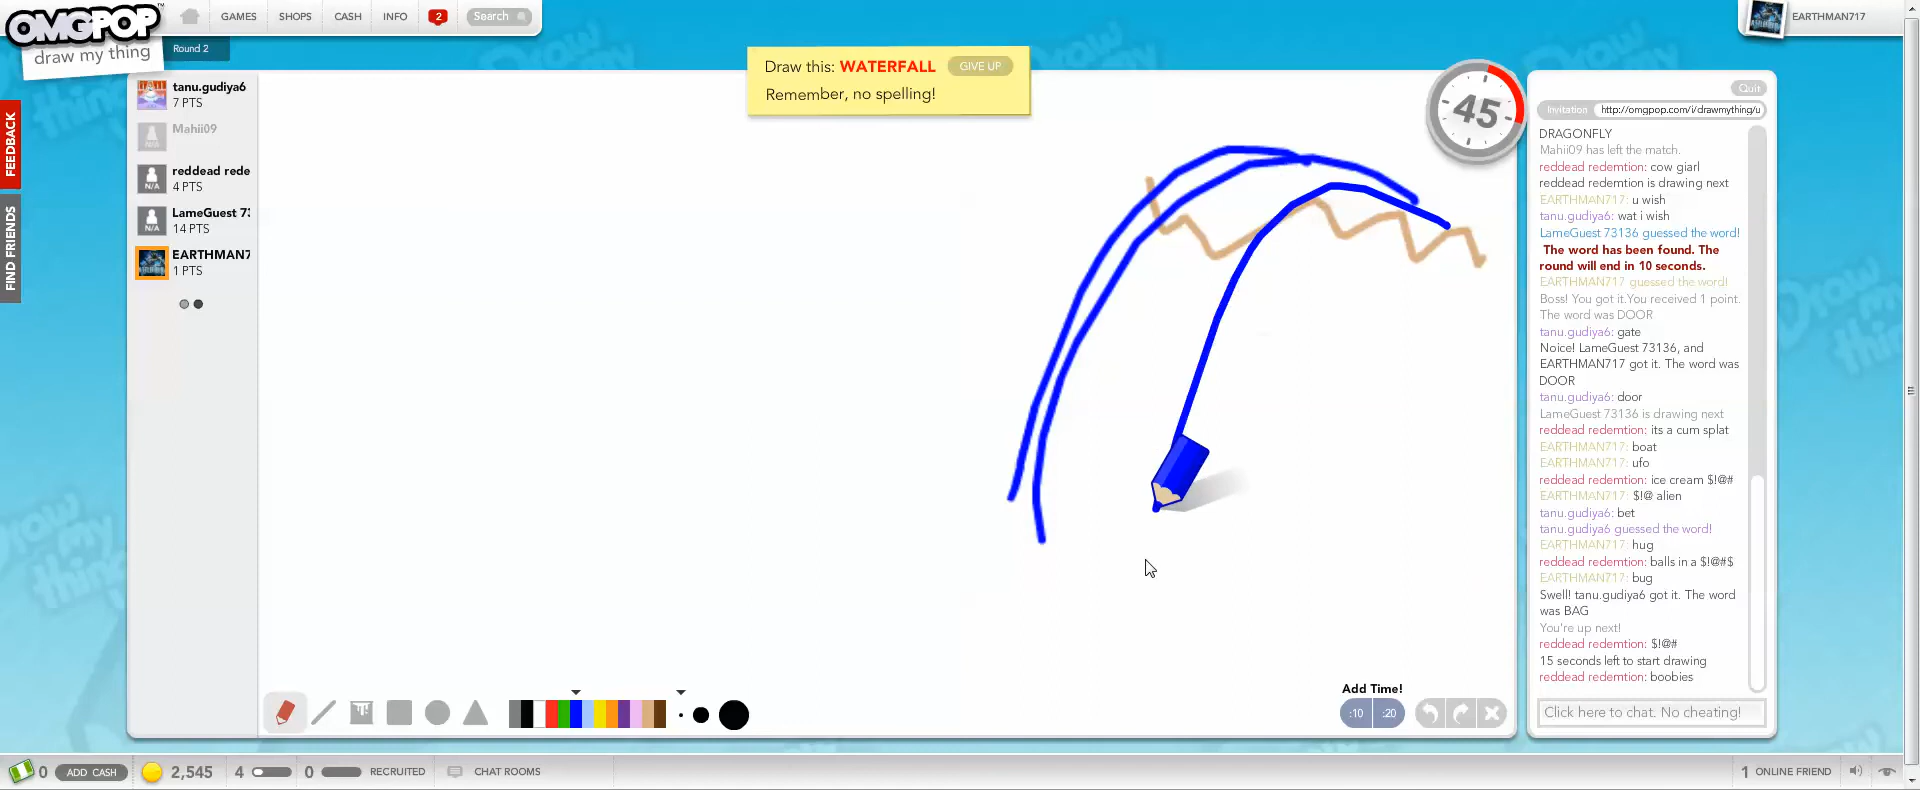 OMGPOP™
draw my thing
GAMES
SHOPS
CASH
INFO
2
Search
EARTHMAN717
Round 2
FEEDBACK
FIND FRIENDS
tanu.gudiya6
7 PTS
Mahii09
N/A
reddead rede
4 PTS
N/A
LameGuest 73
14 PTS
N/A
EARTHMAN7
1 PTS
Draw this: WATERFALL
GIVE UP
Remember, no spelling!
45
Quit
Invitation
http://omgpop.com/i/drawmything/u
DRAGONFLY
Mahii09 has left the match.
reddead redemtion: cow giarl
reddead redemtion is drawing next
EARTHMAN717: u wish
tanu.gudiya6: wat i wish
LameGuest 73136 guessed the word!
The word has been found. The
round will end in 10 seconds.
EARTHMAN717 guessed the word!
Boss! You got it.You received 1 point.
The word was DOOR
tanu.gudiya6: gate
Noice! LameGuest 73136, and
EARTHMAN717 got it. The word was
DOOR
tanu.gudiya6: door
LameGuest 73136 is drawing next
reddead redemtion: its a cum splat
EARTHMAN717: boat
EARTHMAN717: ufo
reddead redemtion: ice cream $!@#
EARTHMAN717: $!@ alien
tanu.gudiya6: bet
tanu.gudiya6 guessed the word!
EARTHMAN717: hug
reddead redemtion: balls in a $!@#$
EARTHMAN717: bug
Swell! tanu.gudiya6 got it. The word
was BAG
You're up next!
reddead redemtion: $!@#
15 seconds left to start drawing
reddead redemtion: boobies
Click here to chat. No cheating!
Add Time!
:10
:20
0
ADD CASH
2,545
4
0
RECRUITED
CHAT ROOMS
1 ONLINE FRIEND